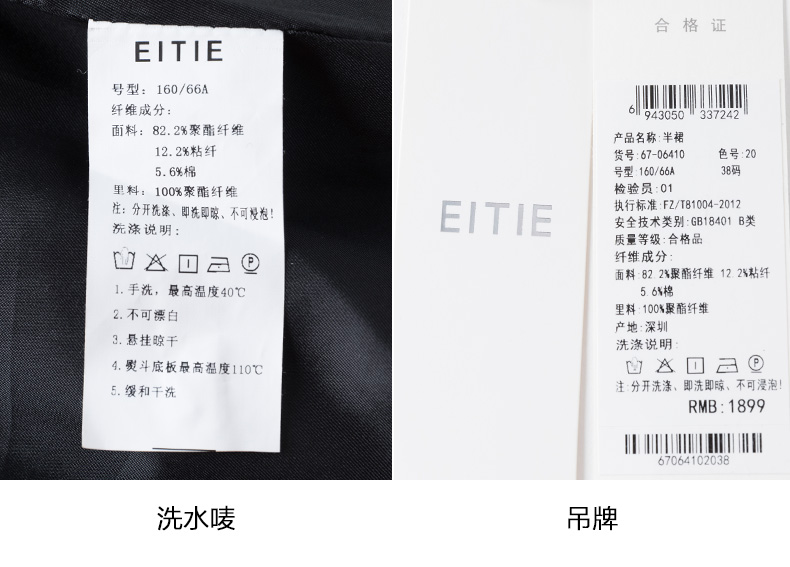 EITIE
号型: 160/66A
纤维成分:
面料: 82.2%聚酯纤维
12.2%粘纤
5.6%棉
里料: 100%聚酯纤维
注: 分开洗涤、即洗即晾、不可浸泡!
洗涤说明:
P
1.手洗, 最高温度40℃
2.不可漂白
3.悬挂晾干
4.熨斗底板最高温度110℃
5.缓和干洗
EITIE
合格证
6 943050 337242
产品名称:半裙
货号:67-06410 色号:20
号型:160/66A 38码
检验员:01
执行标准:FZ/T81004-2012
安全技术类别:GB18401 B类
质量等级:合格品
纤维成分:
面料:82.2%聚酯纤维 12.2%粘纤
5.6%棉
里料:100%聚酯纤维
产地:深圳
洗涤说明:
P
注:分开洗涤、即洗即晾、不可浸泡!
RMB:1899
67064102038
洗水唛
吊牌